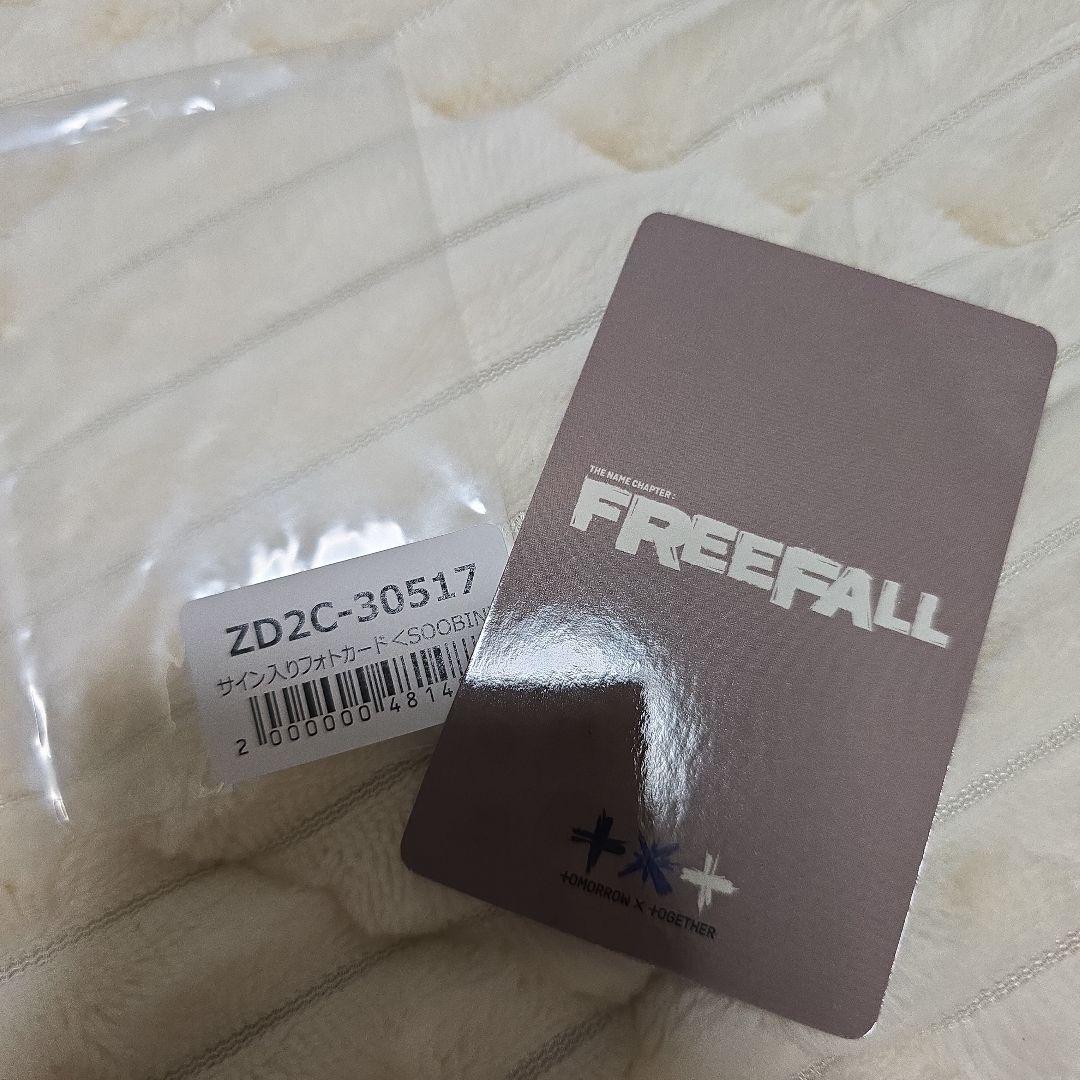 ZD2C-30517
サイン入りフォトカード<SOOBIN
2 000000 4814
THE NAME CHAPTER:
FREEFALL
TOMORROW X TOGETHER